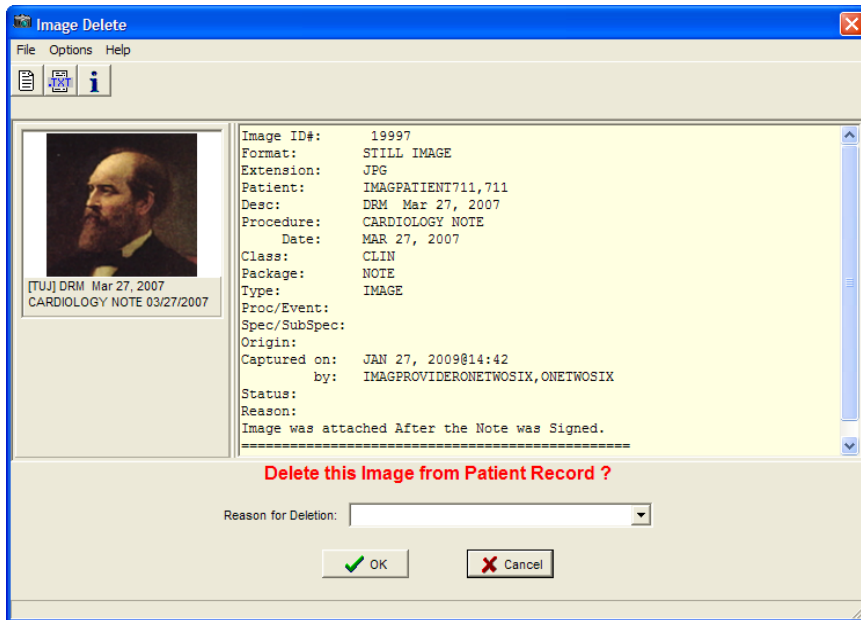 Image Delete
File Options Help
.TXT i
Image ID#: 19997
Format: STILL IMAGE
Extension: JPG
Patient: IMAGPATIENT711,711
Desc: DRM Mar 27, 2007
Procedure: CARDIOLOGY NOTE
Date: MAR 27, 2007
Class: CLIN
Package: NOTE
Type: IMAGE
Proc/Event:
Spec/SubSpec:
Origin:
Captured on: JAN 27, 2009@14:42
by: IMAGPROVIDERONETWOSIX,ONETWOSIX
Status:
Reason:
Image was attached After the Note was Signed.
================================================
[TUJ] DRM Mar 27, 2007
CARDIOLOGY NOTE 03/27/2007
Delete this Image from Patient Record ?
Reason for Deletion:
OK Cancel